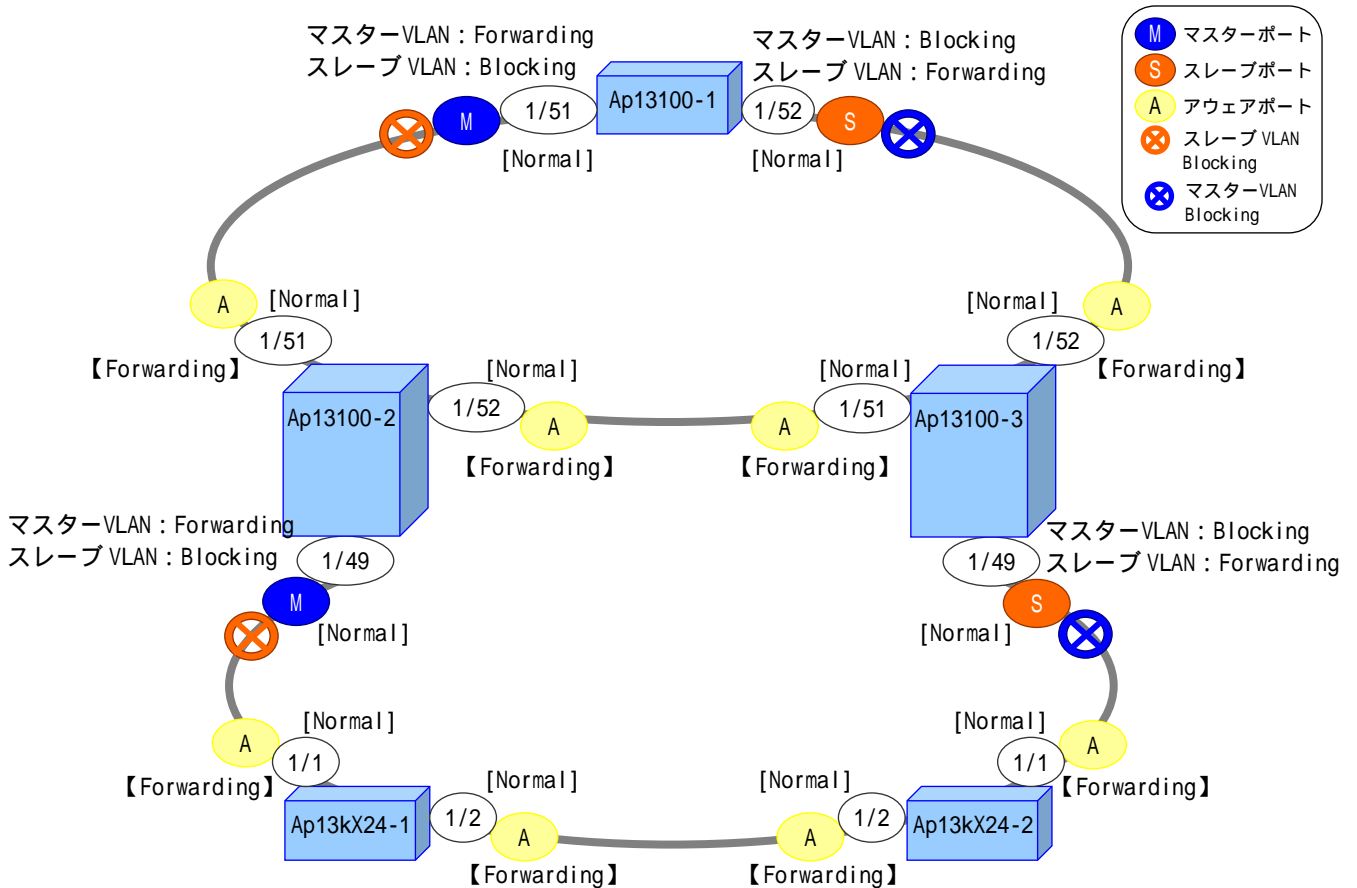 マスターVLAN：Forwarding
スレーブ VLAN：Blocking
マスターVLAN：Blocking
スレーブ VLAN：Forwarding
M マスターポート
S スレーブポート
A アウェアポート
スレーブ VLAN
Blocking
マスターVLAN
Blocking
M
1/51
Ap13100-1
1/52
S
[Normal]
[Normal]
A
[Normal]
1/51
【Forwarding】
[Normal]
A
1/52
【Forwarding】
Ap13100-2
[Normal]
1/52
A
【Forwarding】
[Normal]
1/51
A
【Forwarding】
Ap13100-3
マスターVLAN：Forwarding
スレーブ VLAN：Blocking
1/49
M
[Normal]
マスターVLAN：Blocking
スレーブ VLAN：Forwarding
1/49
S
[Normal]
A
[Normal]
1/1
【Forwarding】
[Normal]
A
1/1
【Forwarding】
Ap13kX24-1
[Normal]
1/2
A
【Forwarding】
[Normal]
1/2
A
【Forwarding】
Ap13kX24-2